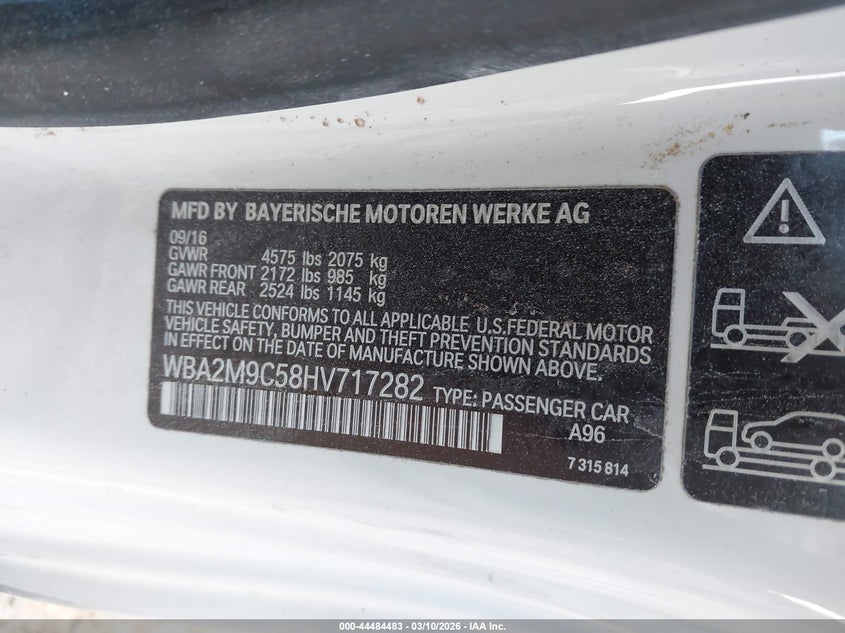 MFD BY BAYERISCHE MOTOREN WERKE AG
09/16
GVWR 4575 lbs 2075 kg
GAWR FRONT 2172 lbs 985 kg
GAWR REAR 2524 lbs 1145 kg
THIS VEHICLE CONFORMS TO ALL APPLICABLE U.S.FEDERAL MOTOR
VEHICLE SAFETY, BUMPER AND THEFT PREVENTION STANDARDS
IN EFFECT ON THE DATE OF MANUFACTURE SHOWN ABOVE.
WBA2M9C58HV717282 TYPE: PASSENGER CAR
A96
7 315 814
000-44484483 | 03/10/2026 | IAA Inc.